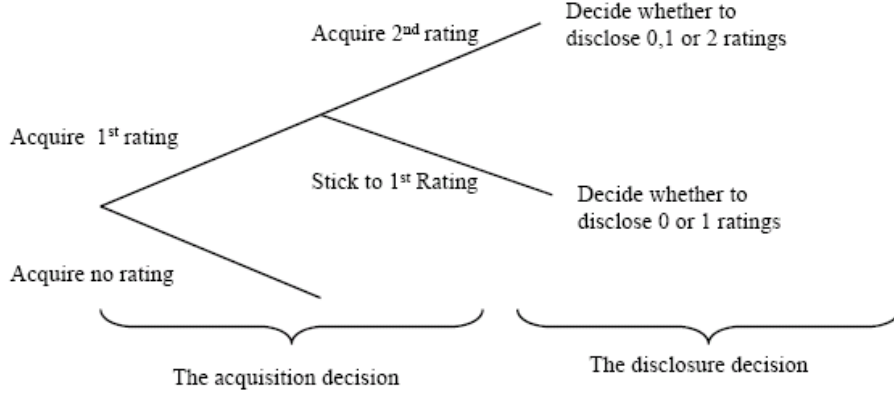 Acquire 2nd rating
Decide whether to
disclose 0,1 or 2 ratings
Acquire 1st rating
Stick to 1st Rating
Decide whether to
disclose 0 or 1 ratings
Acquire no rating
The acquisition decision
The disclosure decision